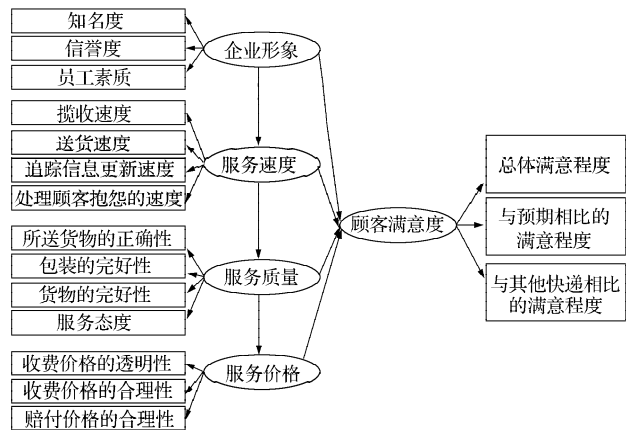 知名度
信誉度
员工素质
企业形象
揽收速度
送货速度
追踪信息更新速度
处理顾客抱怨的速度
服务速度
所送货物的正确性
包装的完好性
货物的完好性
服务态度
服务质量
收费价格的透明性
收费价格的合理性
赔付价格的合理性
服务价格
顾客满意度
总体满意程度
与预期相比的
满意程度
与其他快递相比
的满意程度